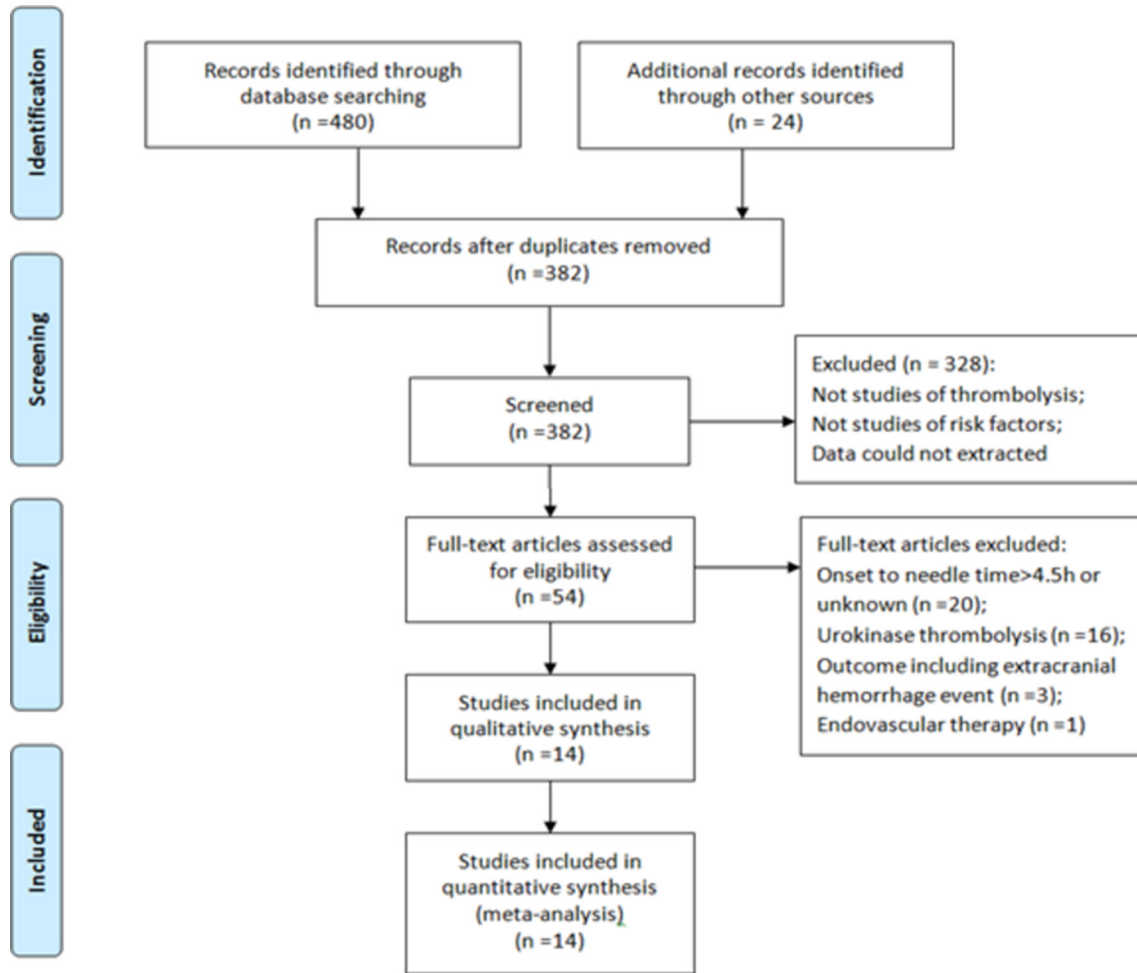 Identification
Records identified through
database searching
(n =480)
Additional records identified
through other sources
(n = 24)
Records after duplicates removed
(n =382)
Screening
Screened
(n =382)
Excluded (n = 328):
Not studies of thrombolysis;
Not studies of risk factors;
Data could not extracted
Eligibility
Full-text articles assessed
for eligibility
(n =54)
Full-text articles excluded:
Onset to needle time>4.5h or
unknown (n =20);
Urokinase thrombolysis (n =16);
Outcome including extracranial
hemorrhage event (n =3);
Endovascular therapy (n =1)
Studies included in
qualitative synthesis
(n =14)
Included
Studies included in
quantitative synthesis
(meta-analysis)
(n =14)